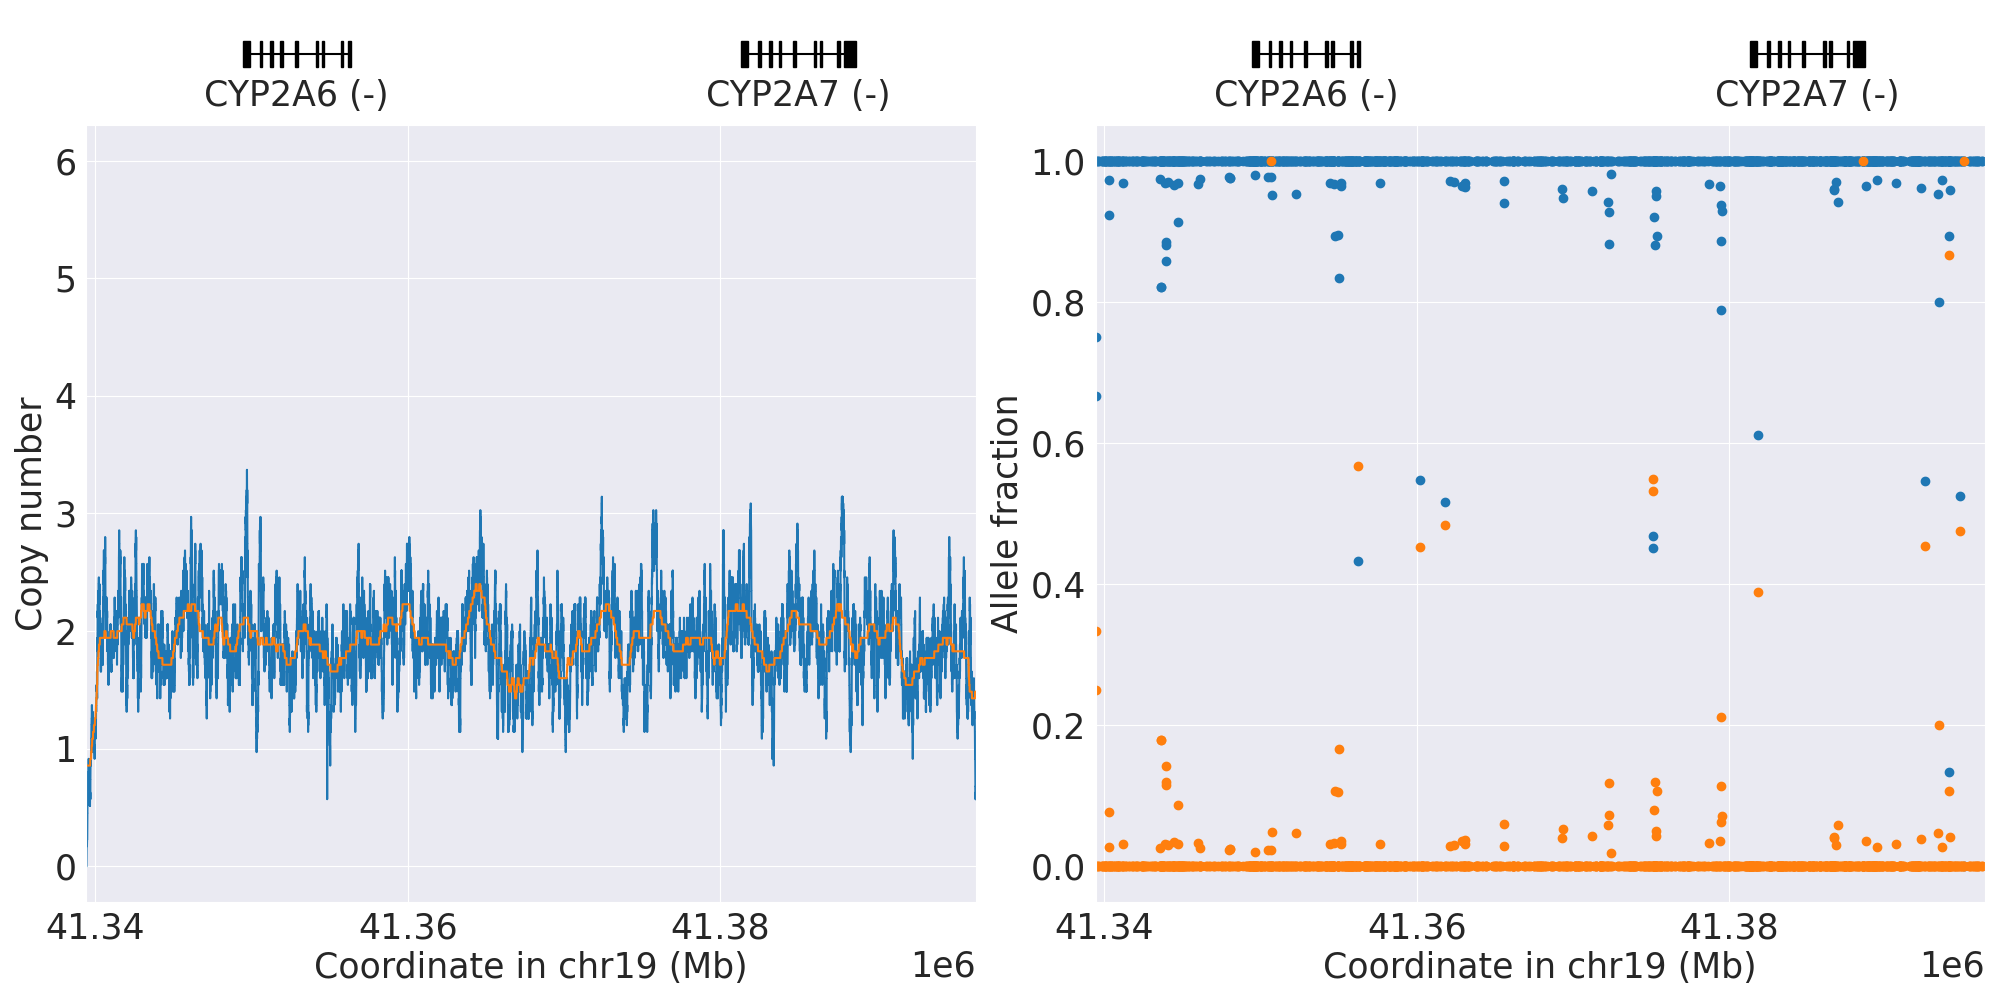 CYP2A6 (-)
CYP2A7 (-)
6
5
4
3
2
1
0
Copy number
41.34
41.36
41.38
Coordinate in chr19 (Mb)
1e6
CYP2A6 (-)
CYP2A7 (-)
1.0
0.8
0.6
0.4
0.2
0.0
Allele fraction
41.34
41.36
41.38
Coordinate in chr19 (Mb)
1e6